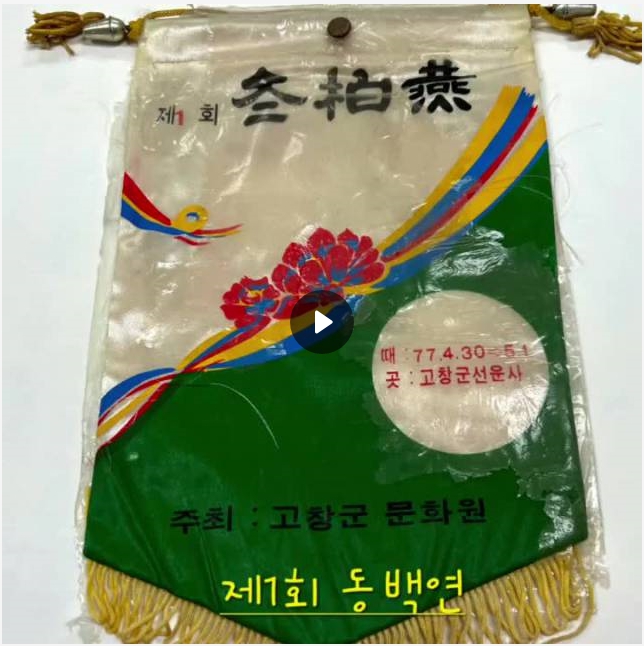 제1 회 冬柏燕
때 : 77.4.30~5.1
곳 : 고창군선운사
주최 : 고창군 문화원
제1회 동백연